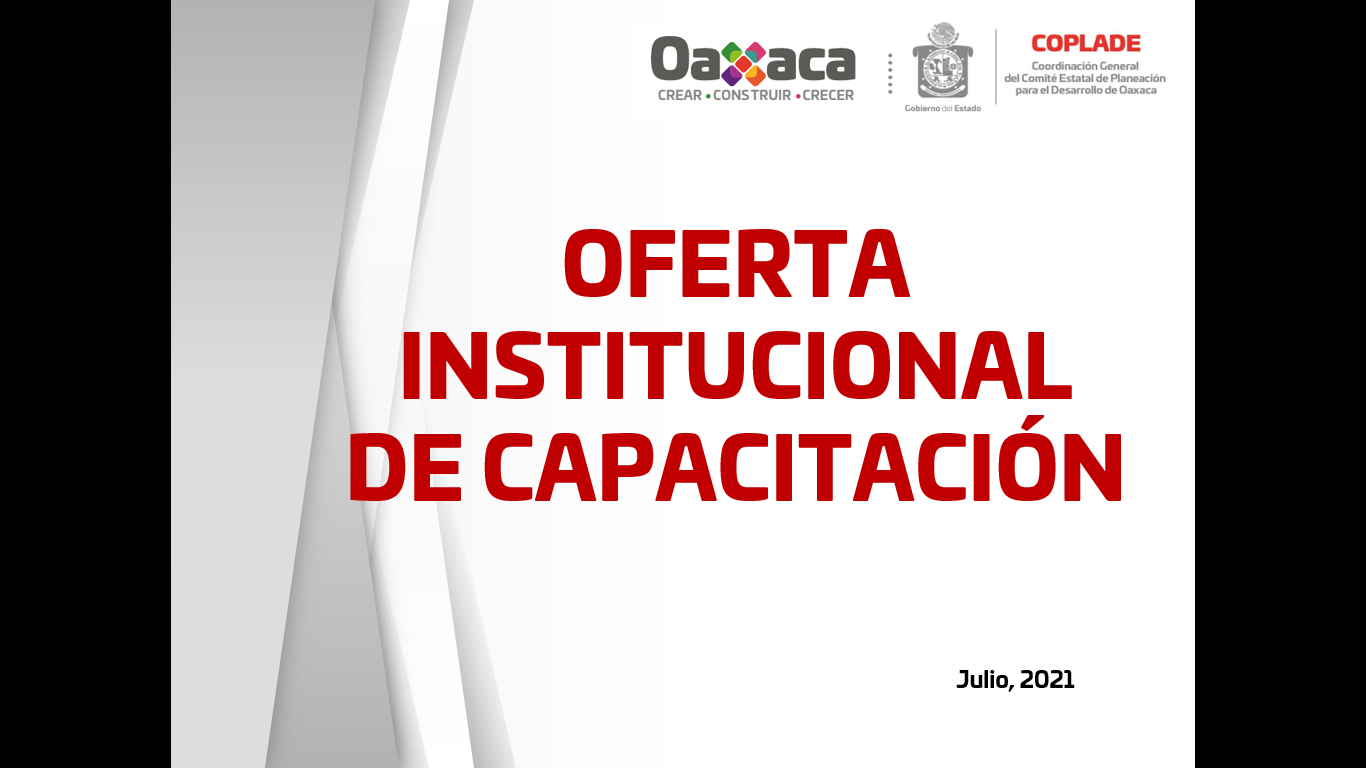 Oaxaca
CREAR • CONSTRUIR • CRECER
Gobierno del Estado
COPLADE
Coordinación General
del Comité Estatal de Planeación
para el Desarrollo de Oaxaca
OFERTA
INSTITUCIONAL
DE CAPACITACIÓN
Julio, 2021